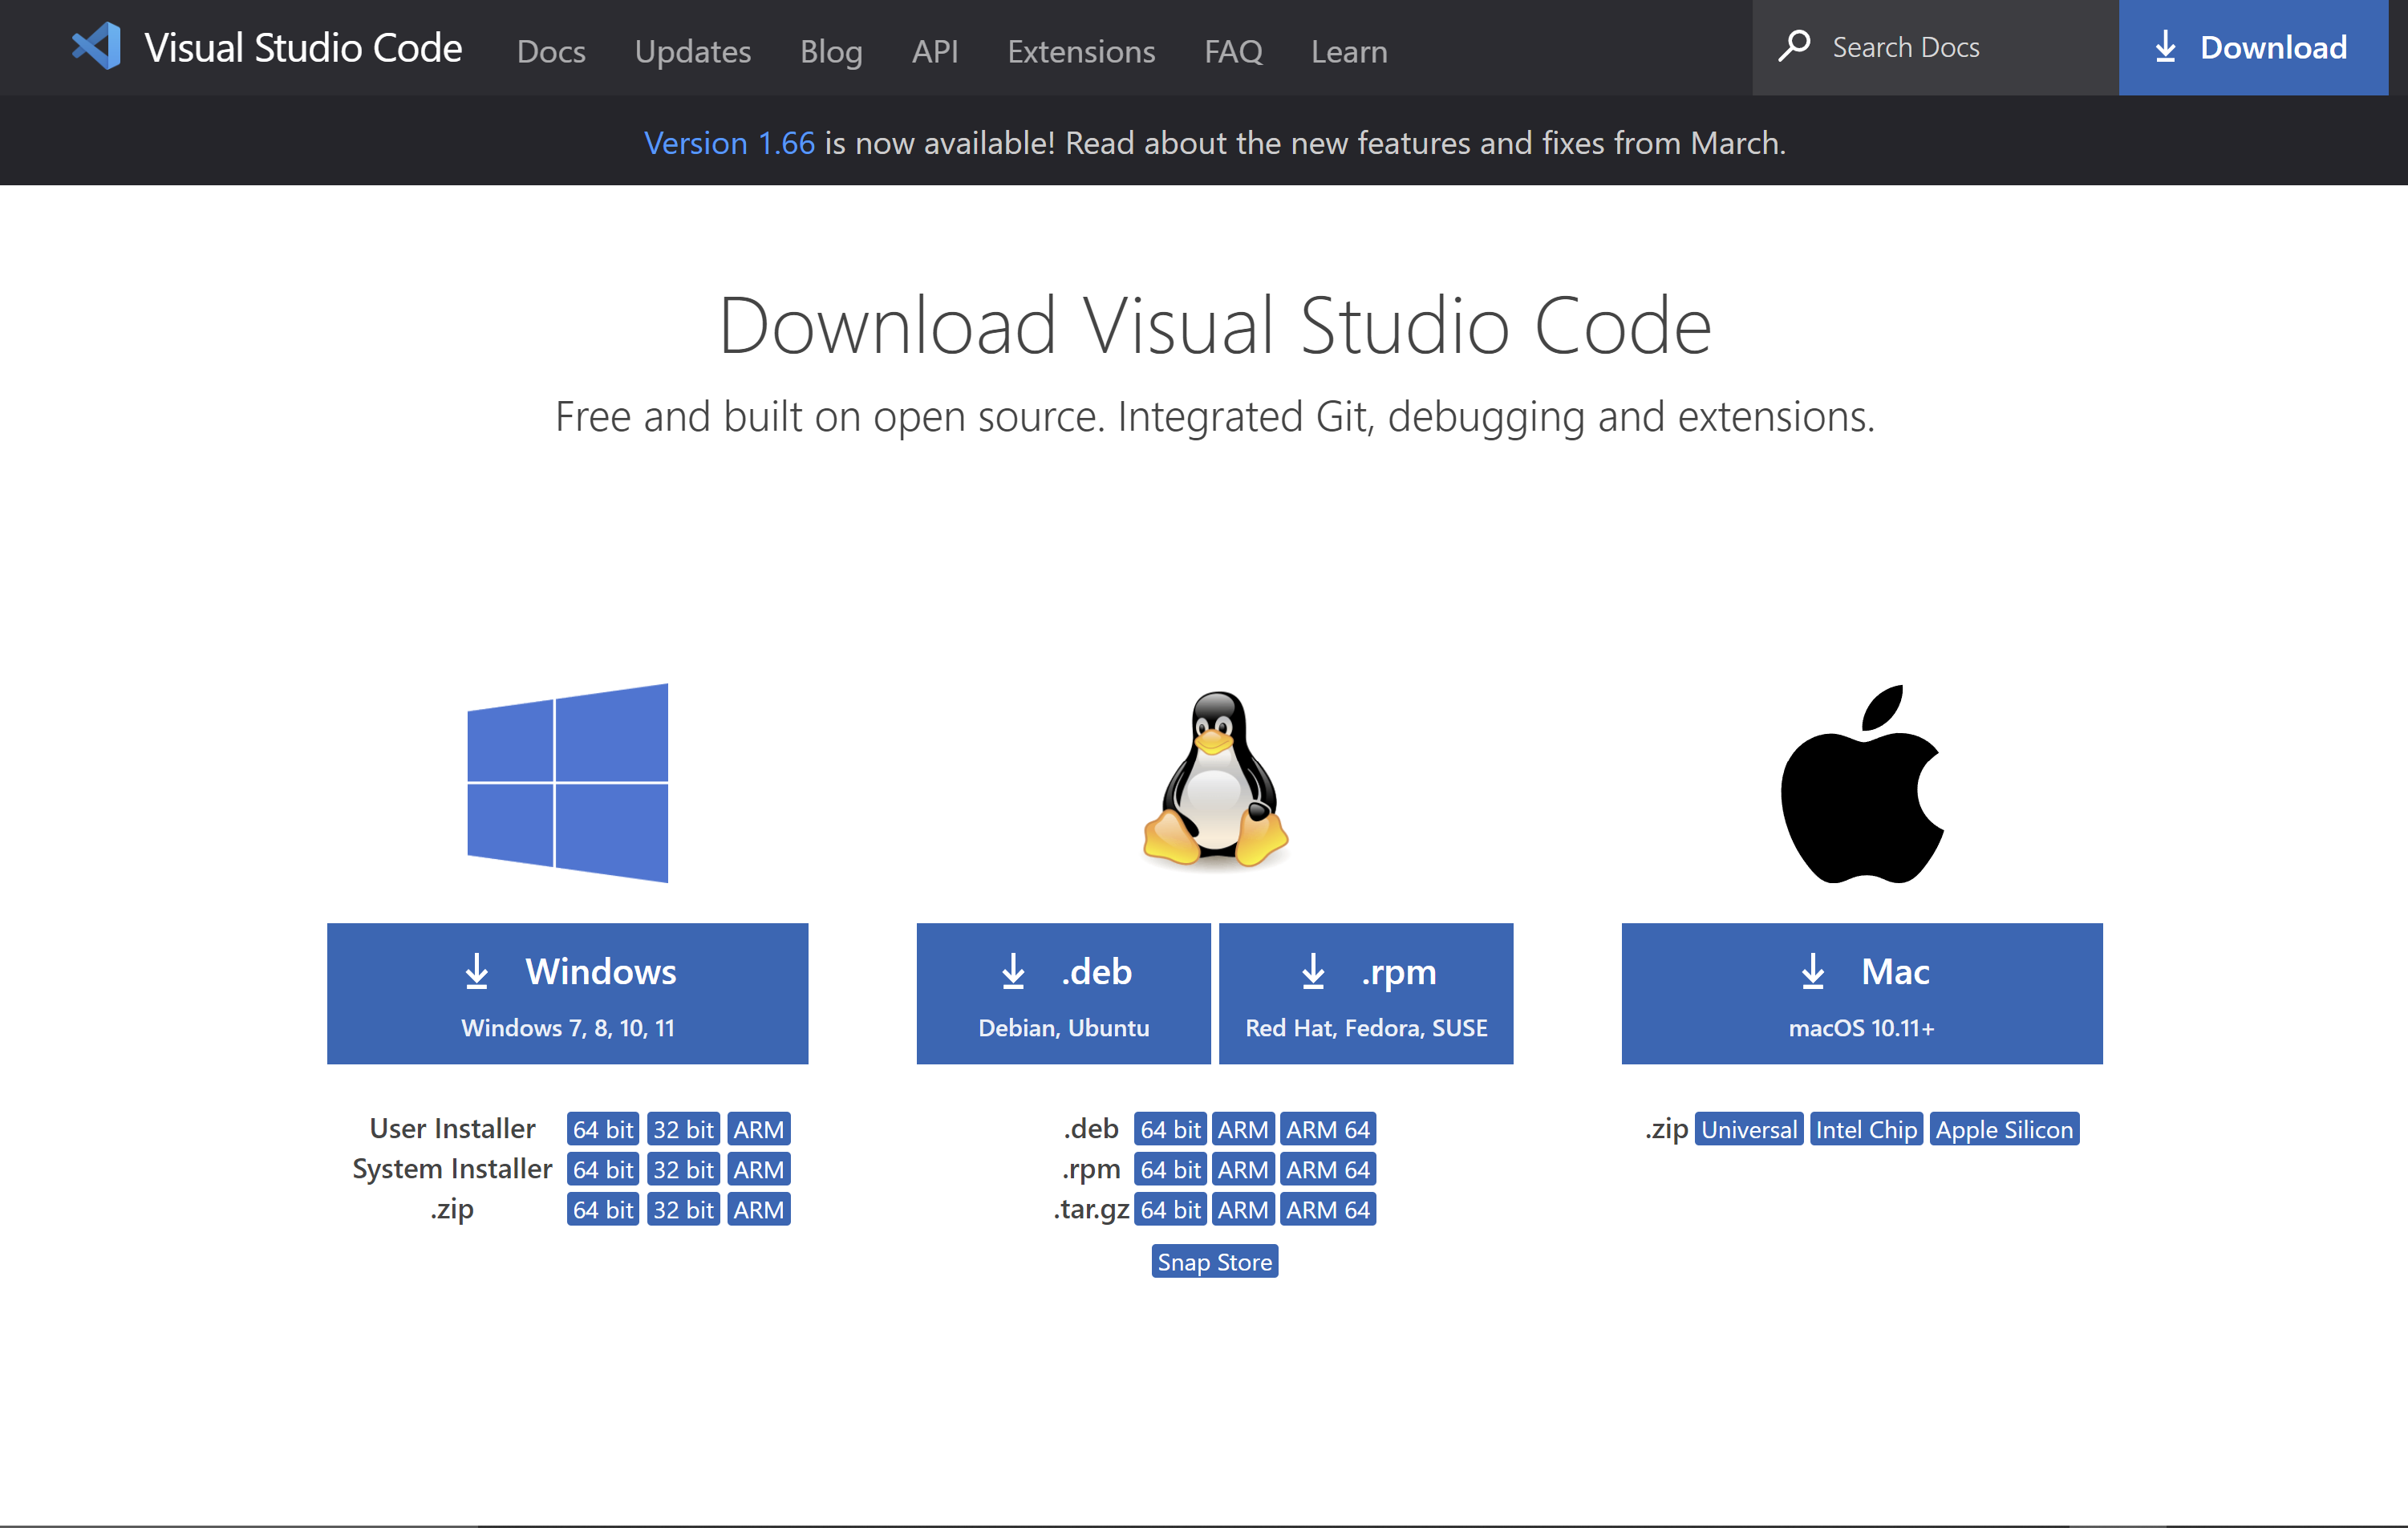 Visual Studio Code Docs Updates Blog API Extensions FAQ Learn Search Docs Download
Version 1.66 is now available! Read about the new features and fixes from March.
Download Visual Studio Code
Free and built on open source. Integrated Git, debugging and extensions.
Windows
Windows 7, 8, 10, 11
User Installer 64 bit 32 bit ARM
System Installer 64 bit 32 bit ARM
.zip 64 bit 32 bit ARM
.deb
Debian, Ubuntu
.rpm
Red Hat, Fedora, SUSE
.deb 64 bit ARM ARM 64
.rpm 64 bit ARM ARM 64
.tar.gz 64 bit ARM ARM 64
Snap Store
Mac
macOS 10.11+
.zip Universal Intel Chip Apple Silicon